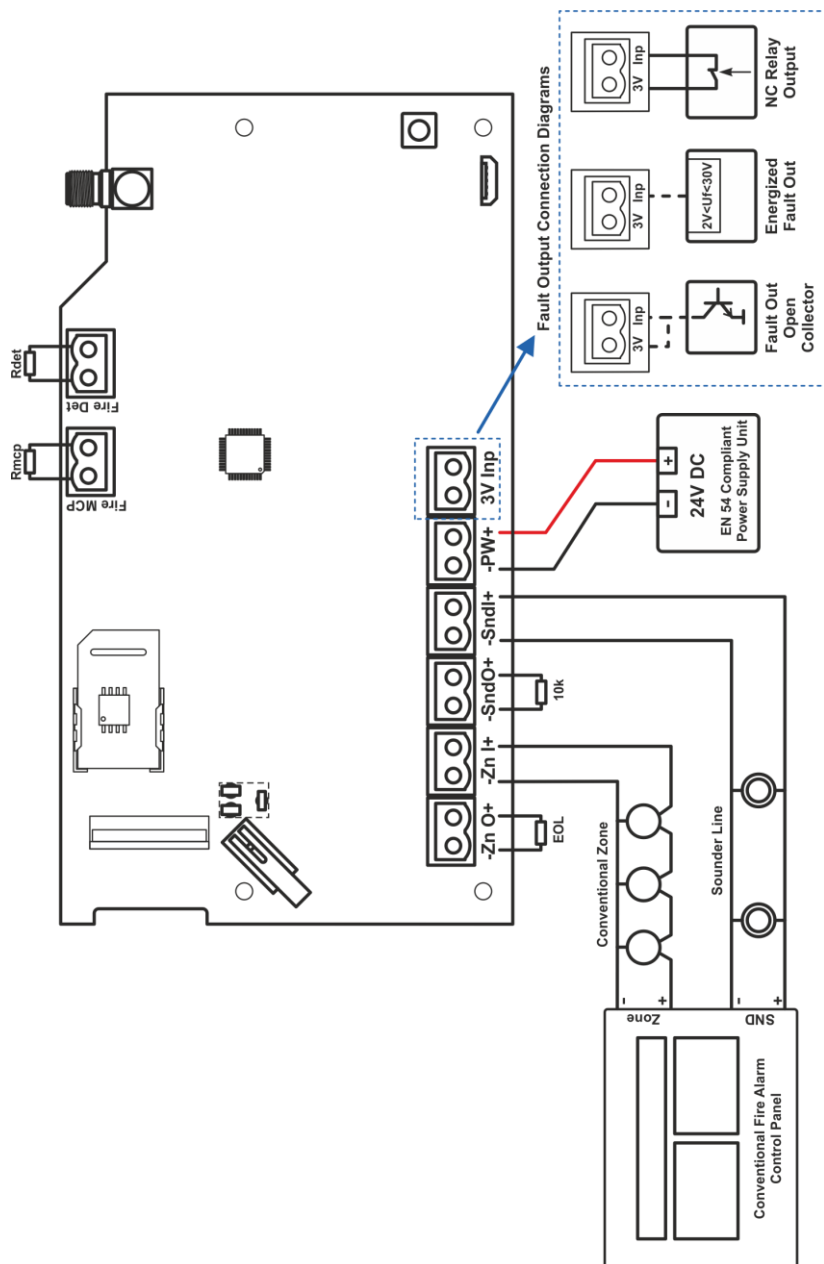 Fault Output Connection Diagrams
3V Inp
NC Relay
Output
3V Inp
2V<Uf<30V
Energized
Fault Out
3V Inp
Fault Out
Open
Collector
Rdet
Fire Det
Rmcp
Fire MCP
3V Inp
-PW+
-SndI+
-SndO+
-Zn I+
-Zn O+
10k
EOL
+
-
24V DC
EN 54 Compliant
Power Supply Unit
Conventional Zone
Sounder Line
-
+
Zone
-
+
SND
Conventional Fire Alarm
Control Panel